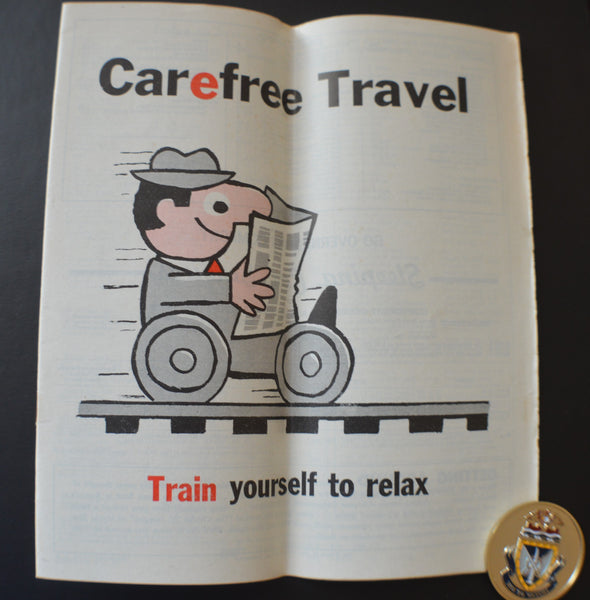 Carefree Travel
Train yourself to relax